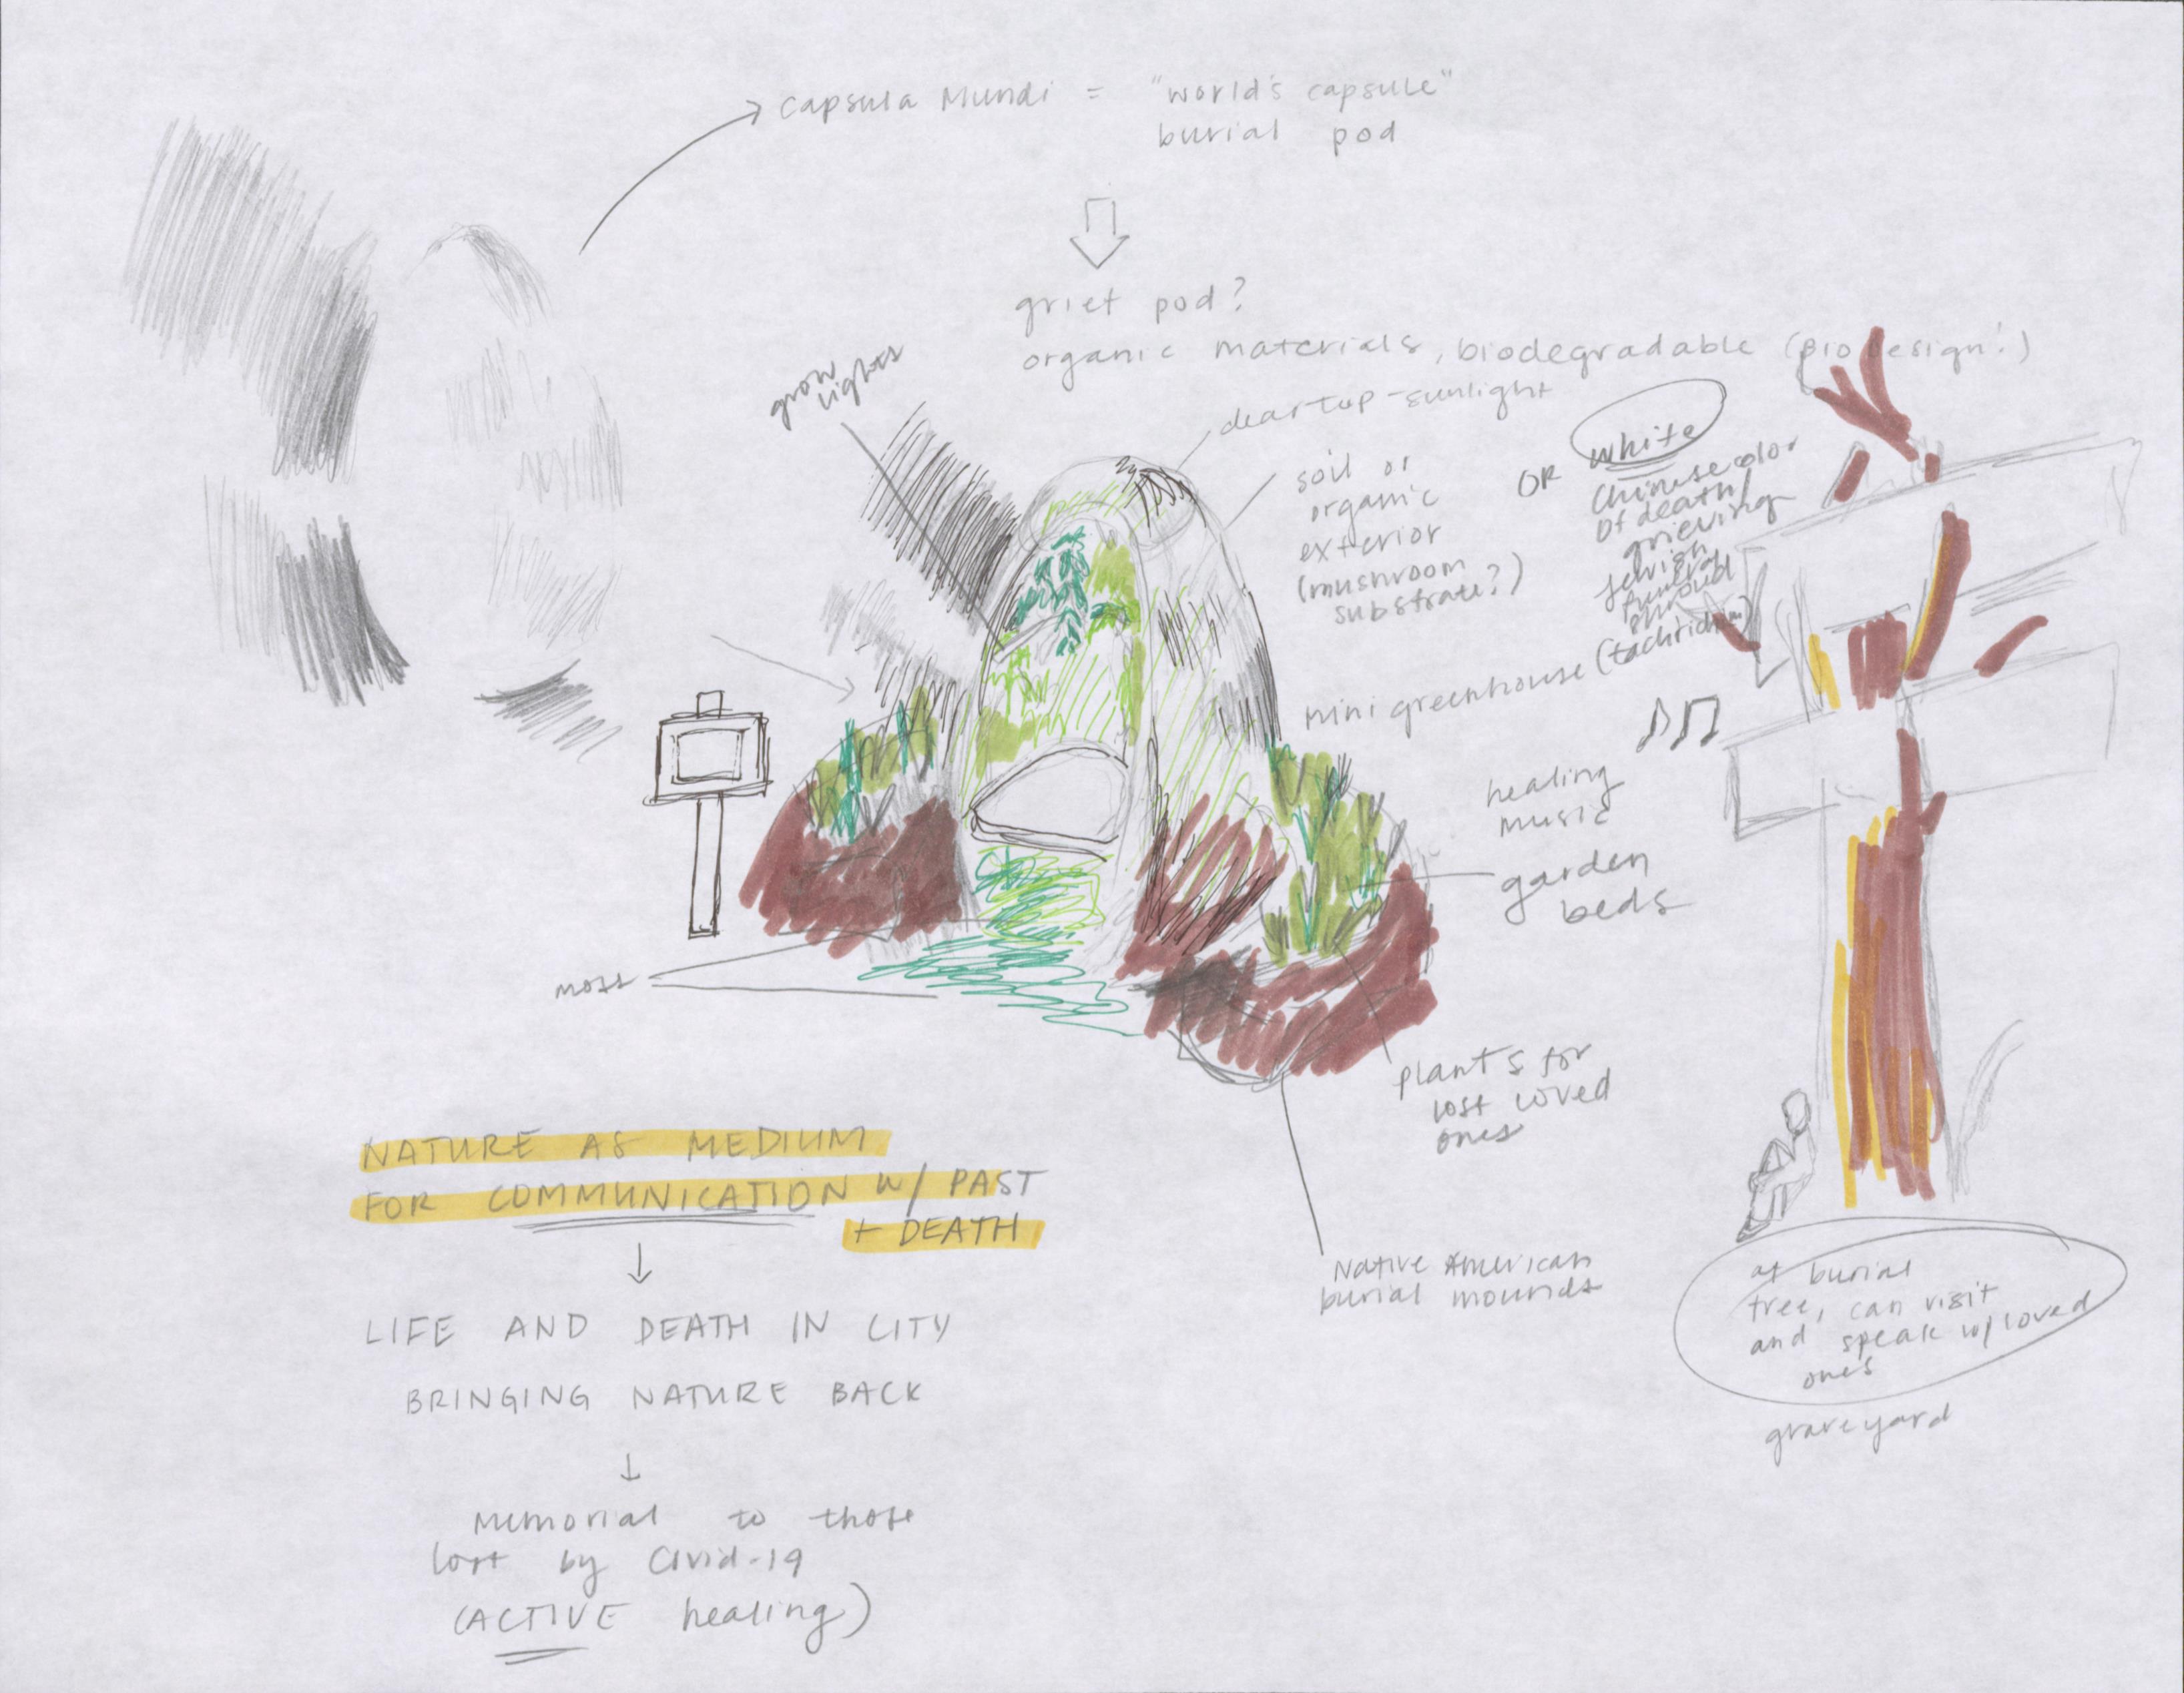 capsula Mundi = "world's capsule"
burial pod
grief pod?
organic materials, biodegradable (bio design!)
grow
lights
clear top - sunlight
soil or
organic
exterior
(mushroom
substrate?)
OR white
Chinese color
of death/
grieving
Jewish
funeral
shroud
(tachrichim)
mini greenhouse
healing
music
garden
beds
moss
plants for
lost loved
ones
Native American
burial mounds
NATURE AS MEDIUM
FOR COMMUNICATION W/ PAST
+ DEATH
LIFE AND DEATH IN CITY
BRINGING NATURE BACK
Memorial to those
lost by Covid-19
(ACTIVE healing)
at burial
tree, can visit
and speak w/ loved
ones
graveyard